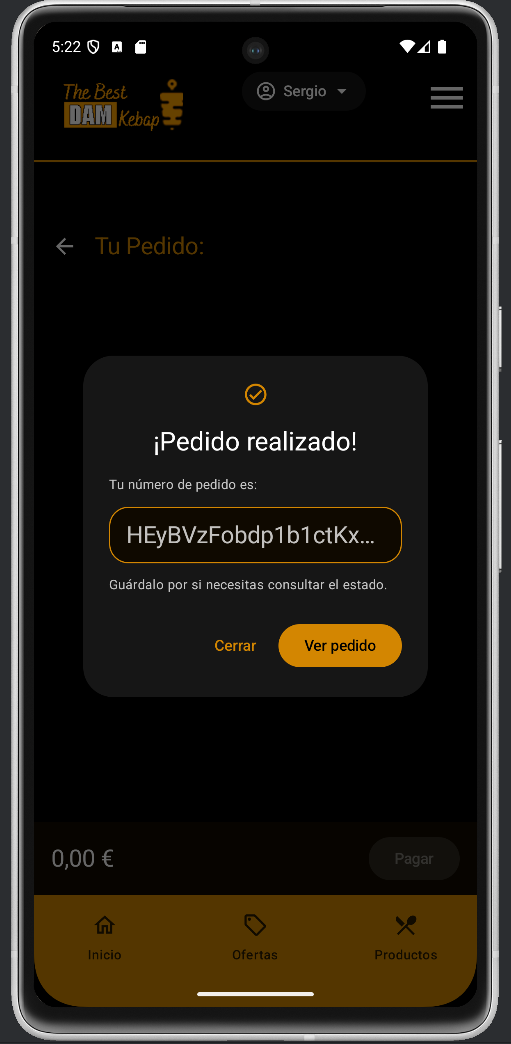 5:22
A
The Best
DAM Kebap
Sergio
Tu Pedido:
¡Pedido realizado!
Tu número de pedido es:
HEyBVzFobdp1b1ctKx...
Guárdalo por si necesitas consultar el estado.
Cerrar
Ver pedido
0,00 €
Pagar
Inicio
Ofertas
Productos